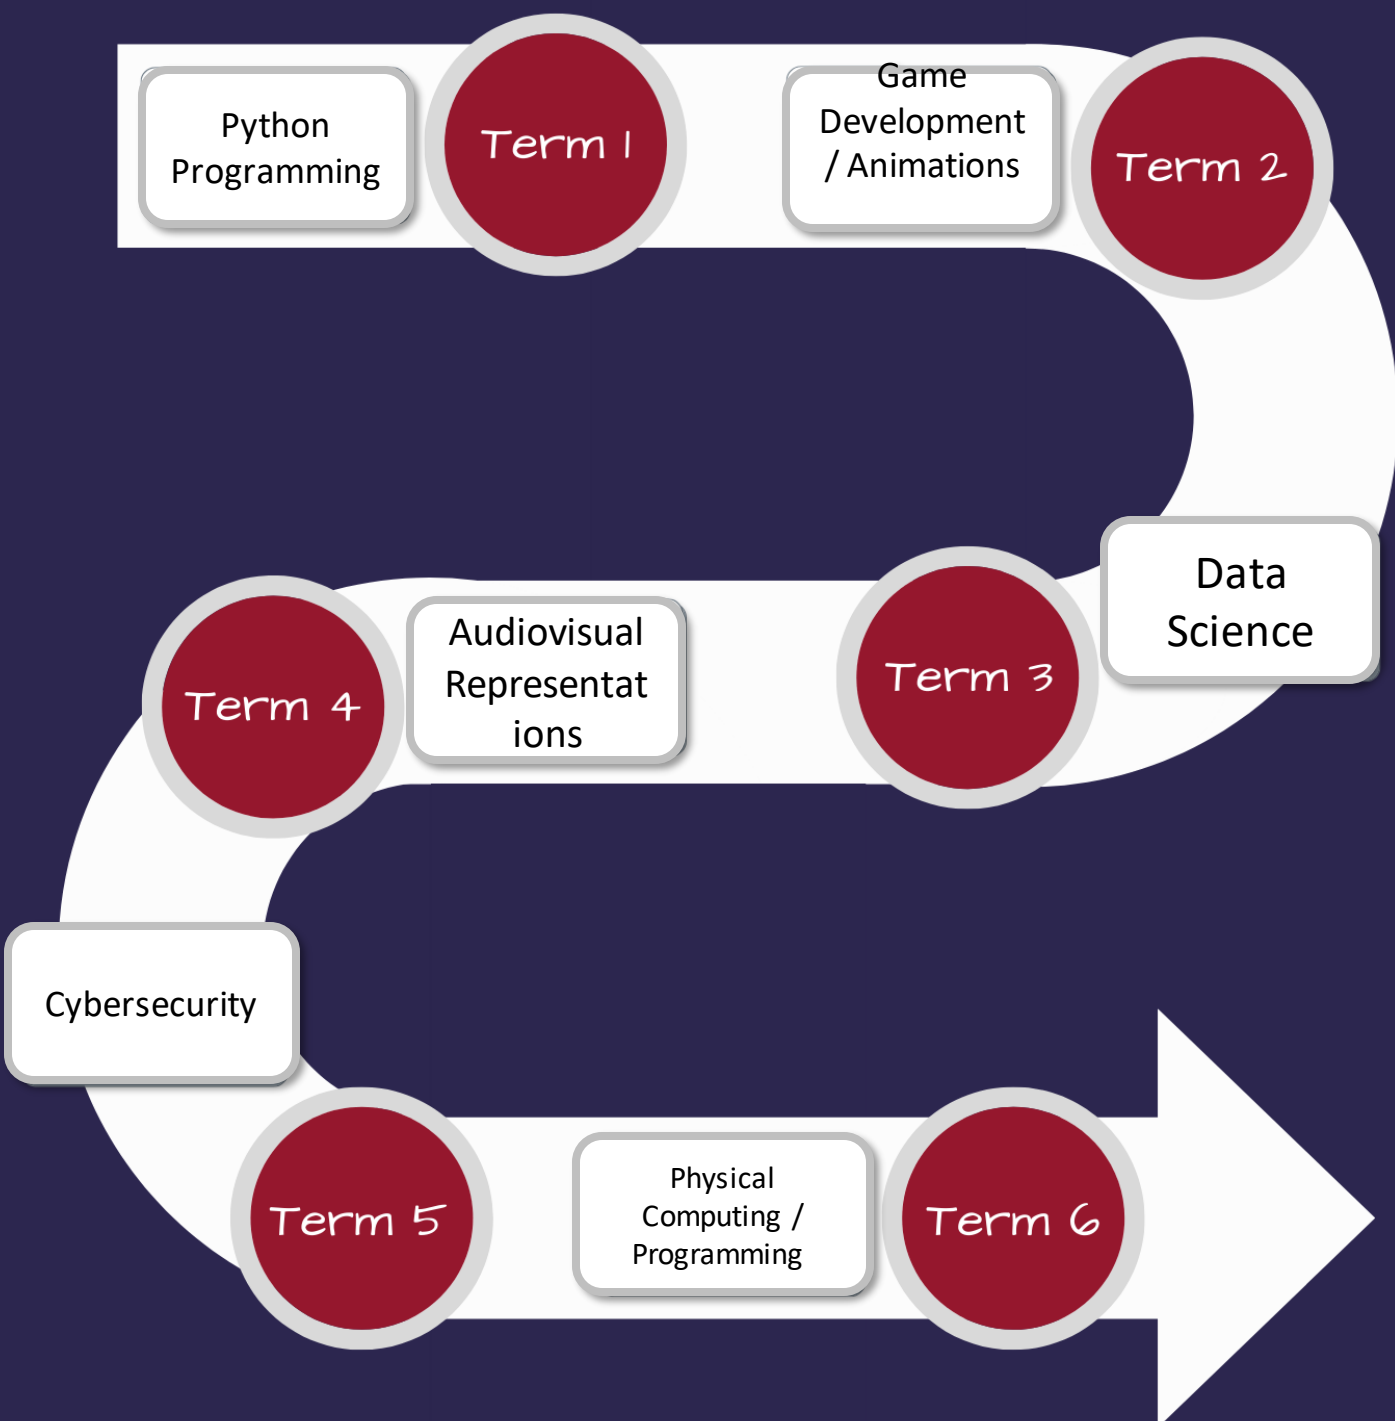 Python
Programming
Term 1
Game
Development
/ Animations
Term 2
Data
Science
Term 3
Audiovisual
Representat
ions
Term 4
Cybersecurity
Term 5
Physical
Computing /
Programming
Term 6